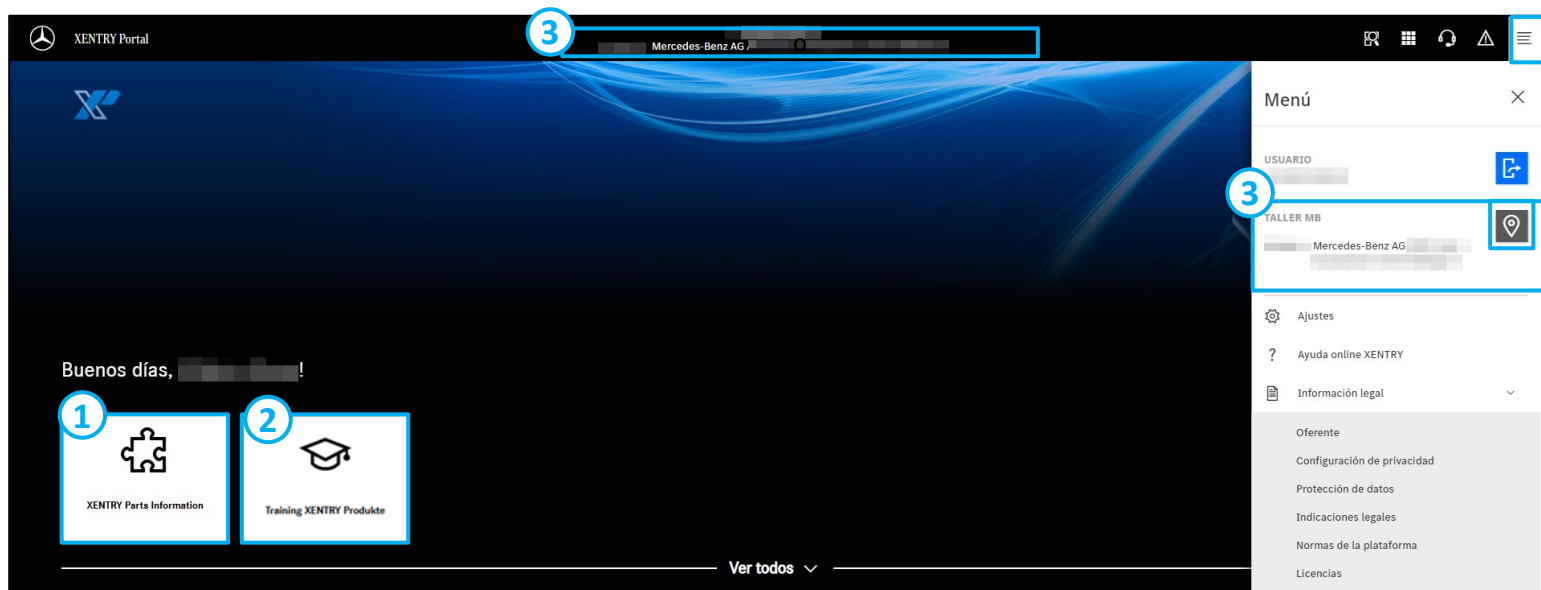 XENTRY Portal
3
Mercedes-Benz AG
Menú
USUARIO
3
TALLER MB
Mercedes-Benz AG
Ajustes
? Ayuda online XENTRY
Información legal
Oferente
Configuración de privacidad
Protección de datos
Indicaciones legales
Normas de la plataforma
Licencias
Buenos días, !
1
2
XENTRY Parts Information
Training XENTRY Produkte
Ver todos